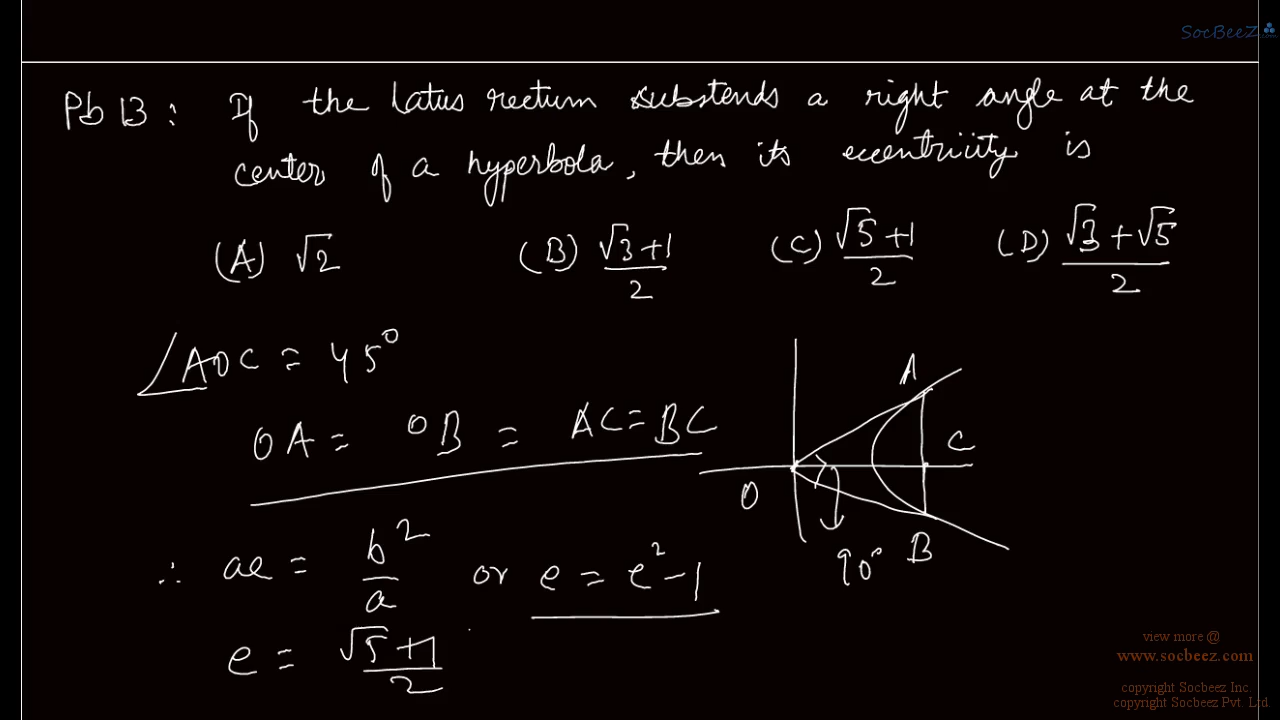 SocBeeZ
Pb 13 : If the latus rectum substends a right angle at the
center of a hyperbola, then its eccentricity is
(A) √2 (B) (√3+1)/2 (C) (√5+1)/2 (D) (√3+√5)/2
∠AOC = 45°
OA = OB = AC = BC
∴ ae = b²/a or e = e²-1
e = (√5+1)/2
A
C
O
90°
B
view more @
www.socbeez.com
copyright Socbeez Inc.
copyright Socbeez Pvt. Ltd.